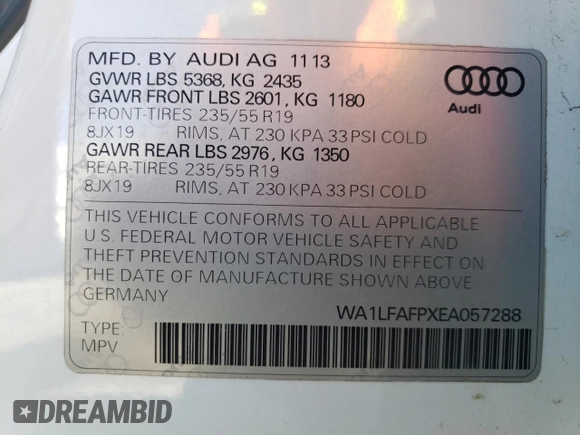 MFD. BY AUDI AG 11 13
GVWR LBS 5368, KG 2435
GAWR FRONT LBS 2601, KG 1180
FRONT-TIRES 235/55 R19
8JX19 RIMS, AT 230 KPA 33 PSI COLD
GAWR REAR LBS 2976, KG 1350
REAR-TIRES 235/55 R19
8JX19 RIMS, AT 230 KPA 33 PSI COLD
Audi
THIS VEHICLE CONFORMS TO ALL APPLICABLE
U.S. FEDERAL MOTOR VEHICLE SAFETY AND
THEFT PREVENTION STANDARDS IN EFFECT ON
THE DATE OF MANUFACTURE SHOWN ABOVE
GERMANY
WA1LFAFPXEA057288
TYPE:
MPV
DREAMBID